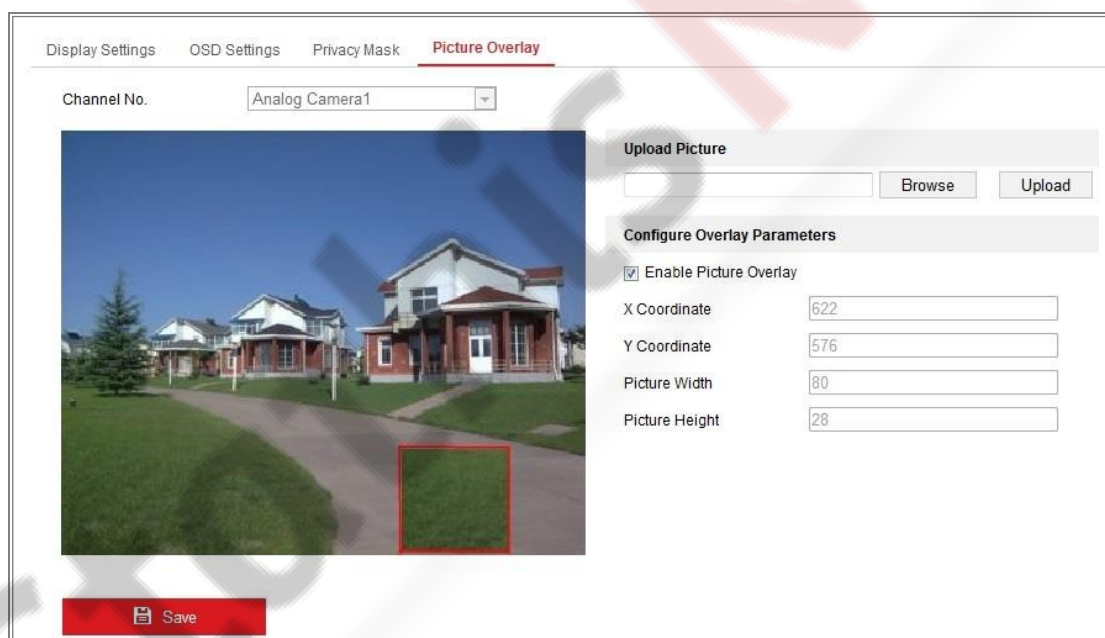 Display Settings OSD Settings Privacy Mask Picture Overlay
Channel No. Analog Camera1
Upload Picture
Browse Upload
Configure Overlay Parameters
Enable Picture Overlay
X Coordinate 622
Y Coordinate 576
Picture Width 80
Picture Height 28
Save